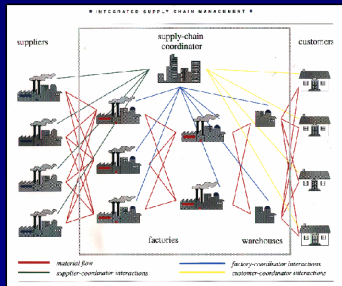 INTEGRATED SUPPLY CHAIN MANAGEMENT
suppliers
supply-chain
coordinator
customers
factories
warehouses
material flow
factory-coordinator interactions
supplier-coordinator interactions
customer-coordinator interactions